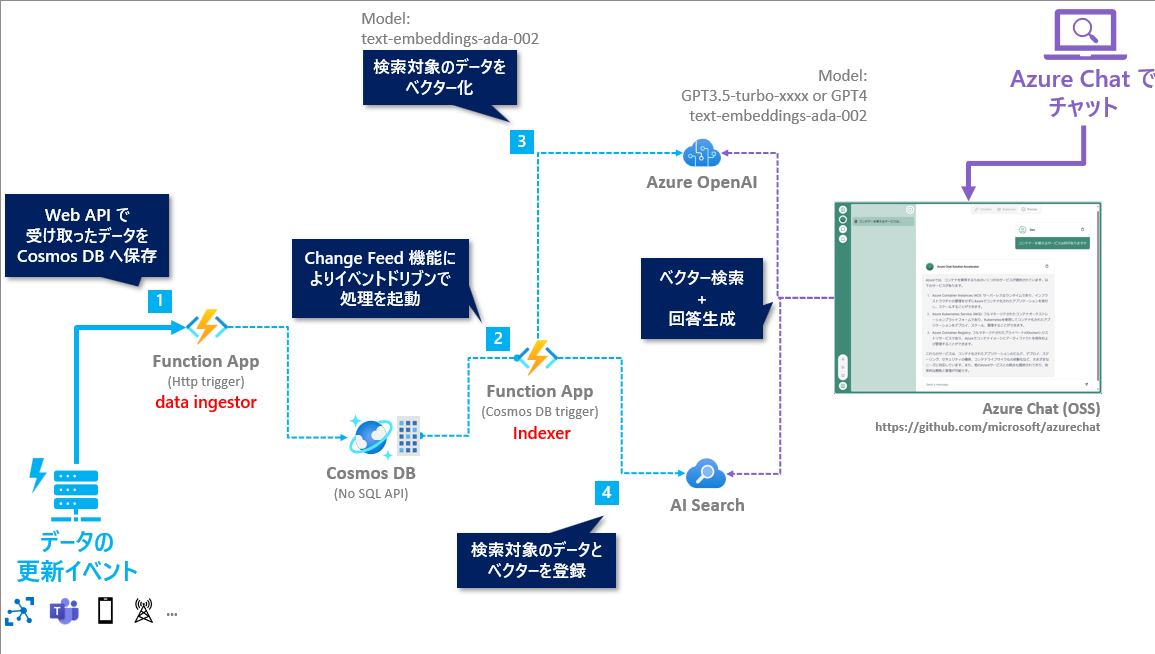 Model:
text-embeddings-ada-002
検索対象のデータを
ベクター化
3
Model:
GPT3.5-turbo-xxxx or GPT4
text-embeddings-ada-002
Azure OpenAI
Azure Chat で
チャット
Web API で
受け取ったデータを
Cosmos DB へ保存
1
Function App
(Http trigger)
data ingestor
Change Feed 機能に
よりイベントドリブンで
処理を起動
2
Function App
(Cosmos DB trigger)
Indexer
ベクター検索
+
回答生成
Azure Chat Solution Accelerator
Azure Chat (OSS)
https://github.com/microsoft/azurechat
Cosmos DB
(No SQL API)
AI Search
4
検索対象のデータと
ベクターを登録
データの
更新イベント
T
...